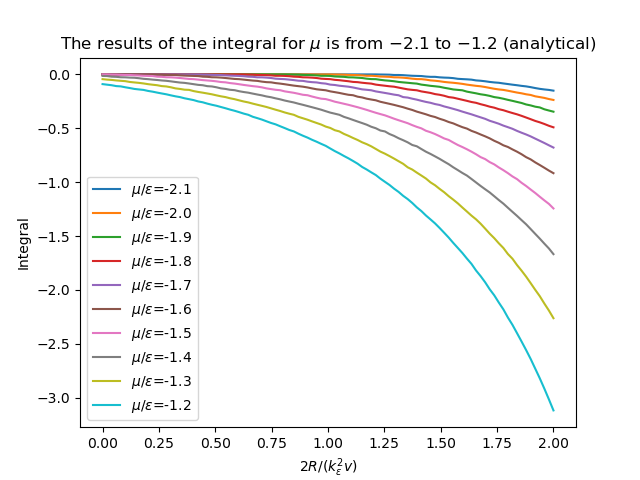 The results of the integral for μ is from −2.1 to −1.2 (analytical)
0.0
−0.5
−1.0
−1.5
−2.0
−2.5
−3.0
Integral
μ/ε=-2.1
μ/ε=-2.0
μ/ε=-1.9
μ/ε=-1.8
μ/ε=-1.7
μ/ε=-1.6
μ/ε=-1.5
μ/ε=-1.4
μ/ε=-1.3
μ/ε=-1.2
0.00 0.25 0.50 0.75 1.00 1.25 1.50 1.75 2.00
2R/(k²_ε v)